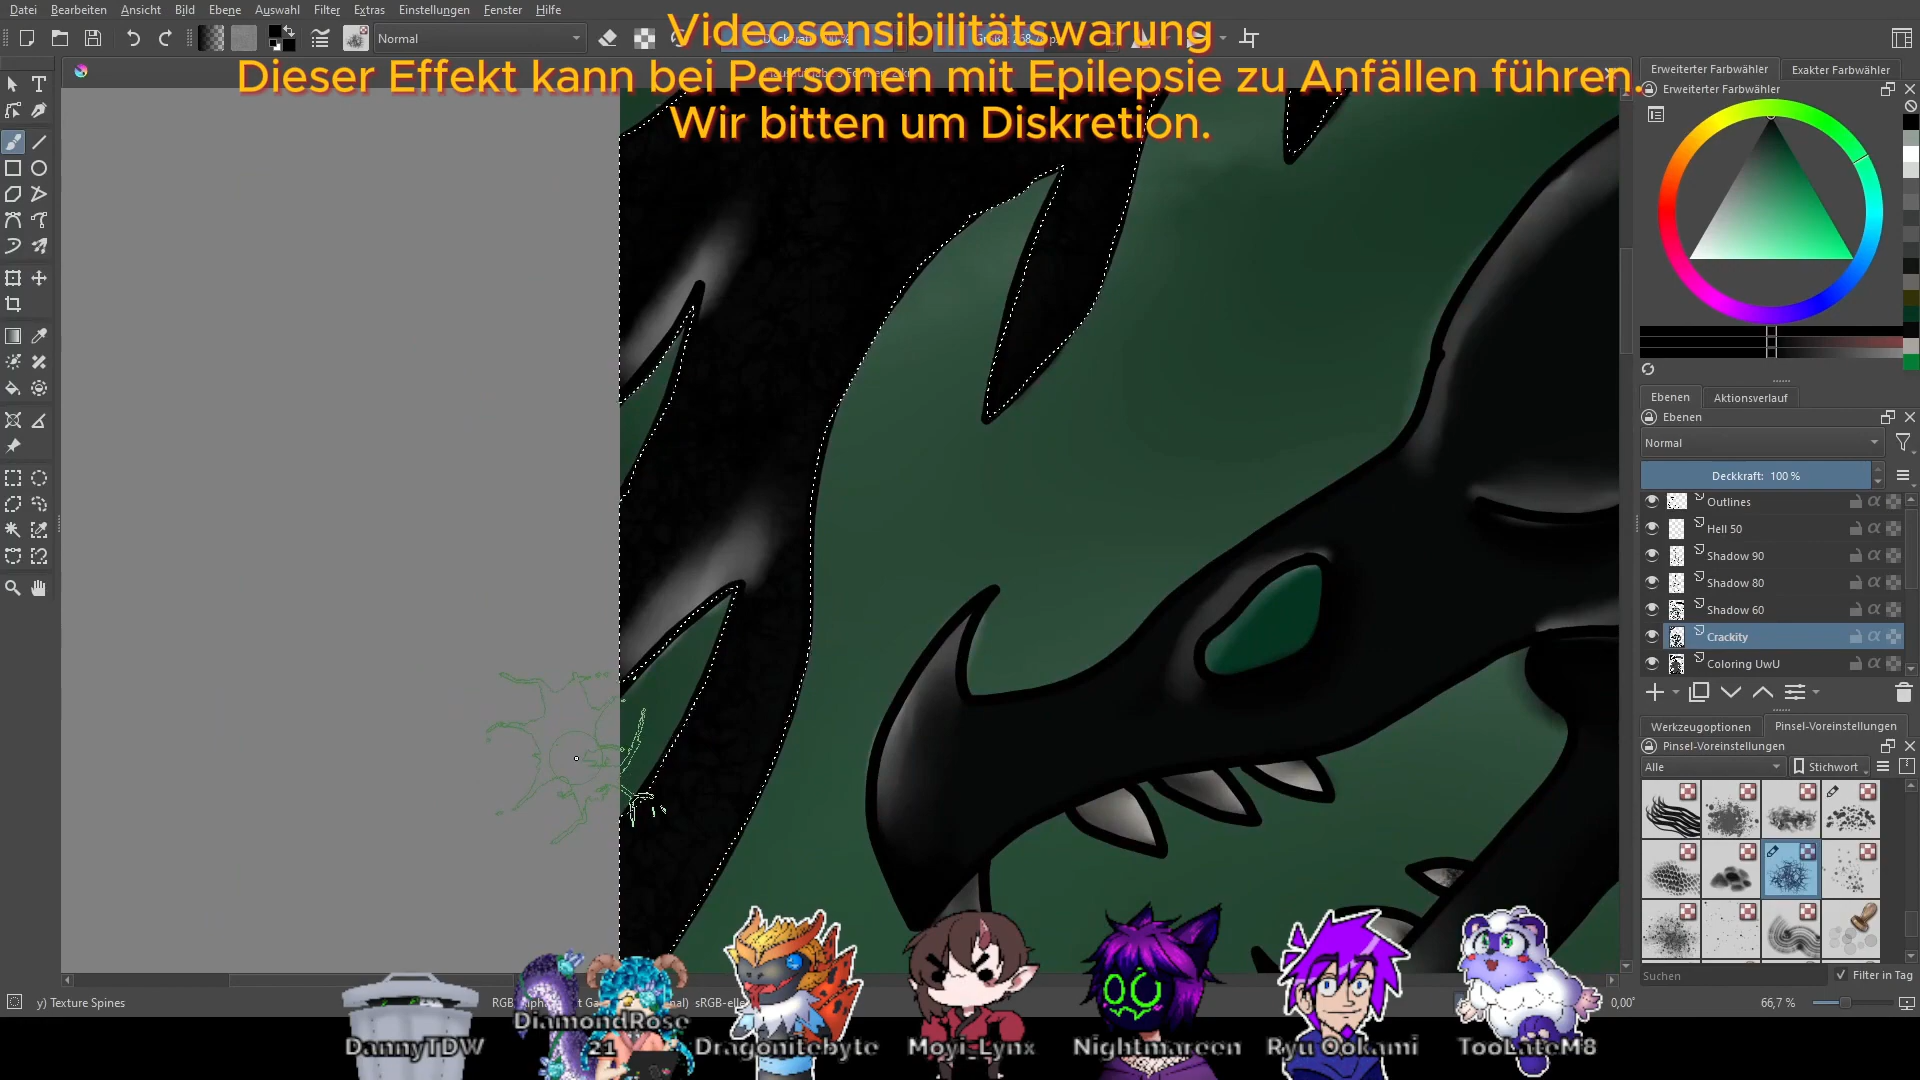 Datei Bearbeiten Ansicht Bild Ebene Auswahl Filter Extras Einstellungen Fenster Hilfe
Videosensibilitätswarung
Dieser Effekt kann bei Personen mit Epilepsie zu Anfällen führen.
Wir bitten um Diskretion.
Normal
Erweiterter Farbwähler Exakter Farbwähler
Erweiterter Farbwähler
Ebenen Aktionsverlauf
Ebenen
Normal
Deckkraft: 100 %
Outlines
Hell 50
Shadow 90
Shadow 80
Shadow 60
Crackity
Coloring UwU
Werkzeugoptionen Pinsel-Voreinstellungen
Pinsel-Voreinstellungen
Alle Stichwort
Suchen Filter in Tag
y) Texture Spines
0,00° 66,7 %
DannyTDW
DiamondRose
21
Dragonitebyte
Moyi_Lynx
Nightmareen
Ryu Ookami
TooLateM8